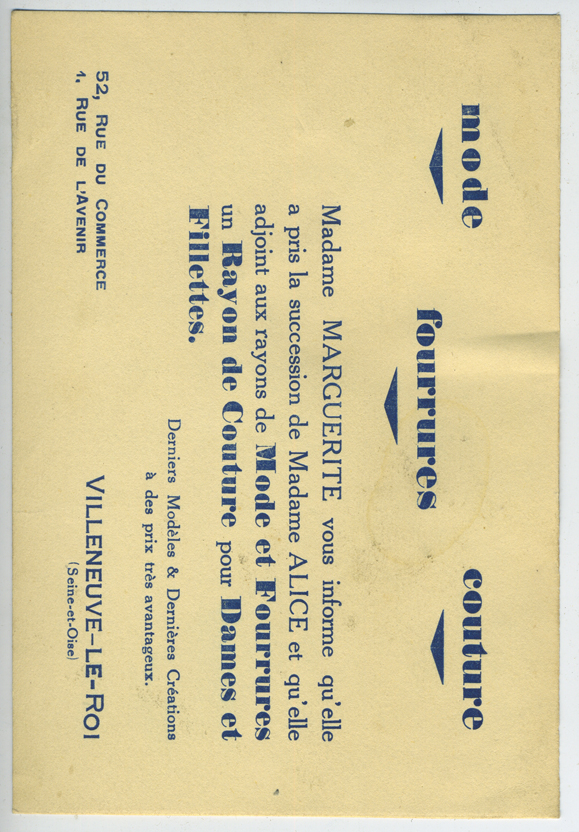 mode
fourrures
couture
Madame MARGUERITE vous informe qu'elle
a pris la succession de Madame ALICE et qu'elle
adjoint aux rayons de Mode et Fourrures
un Rayon de Couture pour Dames et
Fillettes.
Derniers Modèles & Dernières Créations
à des prix très avantageux.
52, RUE DU COMMERCE
1, RUE DE L'AVENIR
VILLENEUVE-LE-ROI
(Seine-et-Oise)